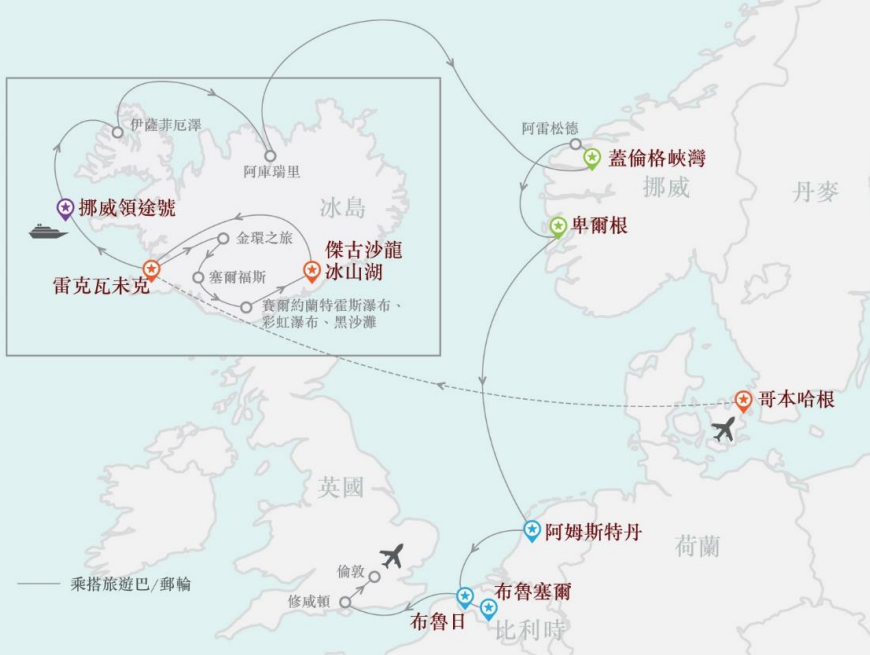 伊薩菲厄澤
阿庫瑞里
冰島
挪威領途號
金環之旅
傑古沙龍
冰山湖
塞爾福斯
雷克瓦未克
賽爾約蘭特霍斯瀑布、
彩虹瀑布、黑沙灘
阿雷松德
蓋倫格峽灣
挪威
丹麥
卑爾根
哥本哈根
英國
阿姆斯特丹
荷蘭
倫敦
修咸頓
布魯塞爾
布魯日
比利時
乘搭旅遊巴/郵輪